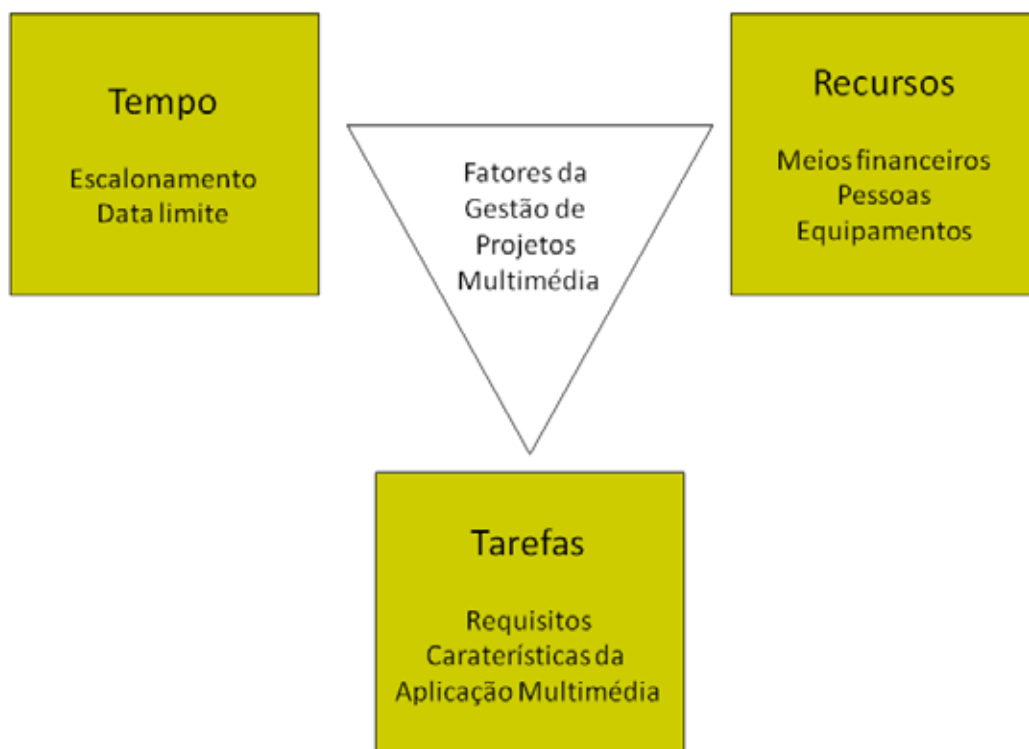 Tempo
Escalonamento
Data limite
Fatores da
Gestão de
Projetos
Multimédia
Recursos
Meios financeiros
Pessoas
Equipamentos
Tarefas
Requisitos
Caraterísticas da
Aplicação Multimédia